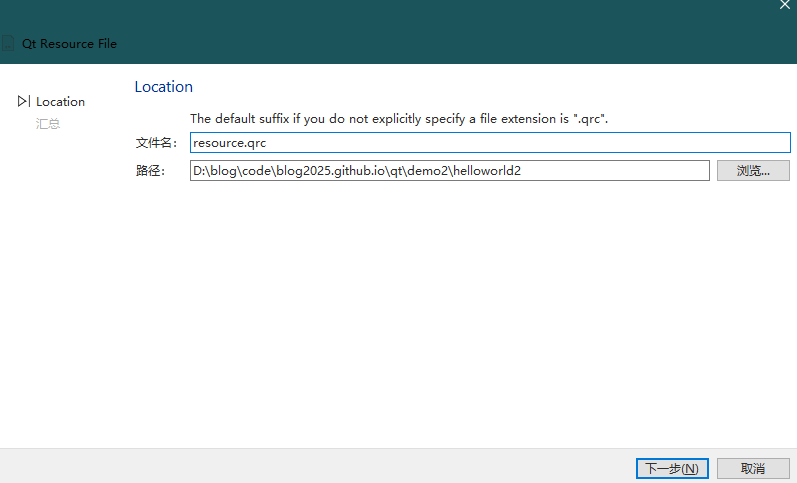 Qt Resource File
Location
Location
汇总
The default suffix if you do not explicitly specify a file extension is ".qrc".
文件名: resource.qrc
路径: D:\blog\code\blog2025.github.io\qt\demo2\helloworld2 浏览...
下一步(N) 取消